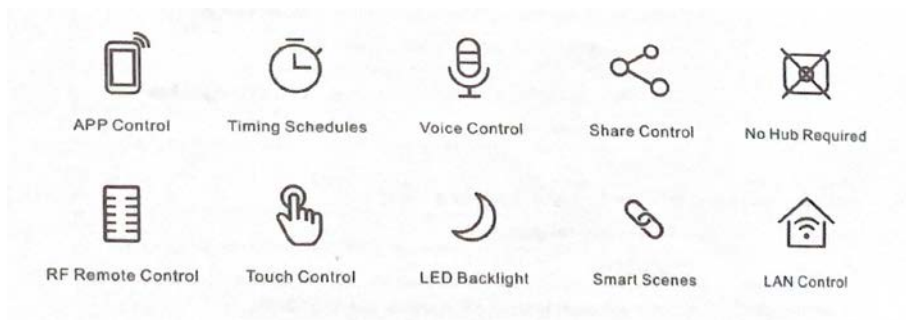 APP Control
Timing Schedules
Voice Control
Share Control
No Hub Required
RF Remote Control
Touch Control
LED Backlight
Smart Scenes
LAN Control